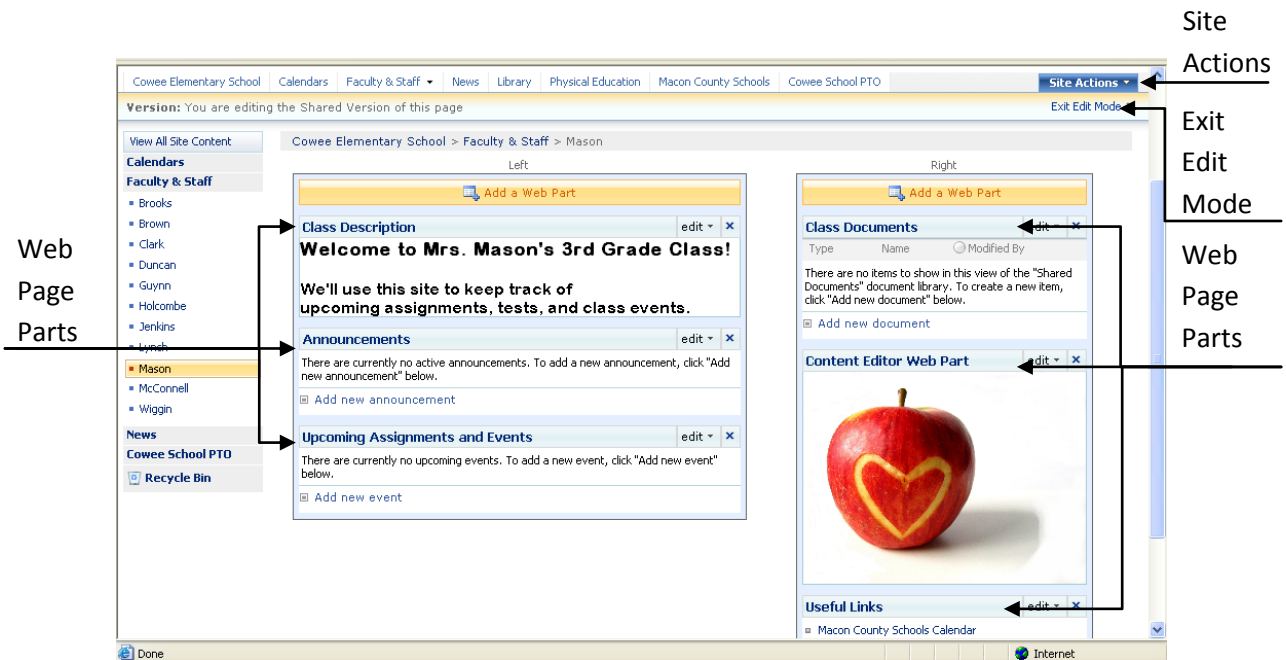 Site
Actions
Cowee Elementary School Calendars Faculty & Staff News Library Physical Education Macon County Schools Cowee School PTO Site Actions
Version: You are editing the Shared Version of this page Exit Edit Mode
Exit
Edit
Mode
View All Site Content
Calendars
Faculty & Staff
Brooks
Brown
Clark
Duncan
Guynn
Holcombe
Jenkins
Lynch
Mason
McConnell
Wiggin
News
Cowee School PTO
Recycle Bin
Web
Page
Parts
Cowee Elementary School > Faculty & Staff > Mason
Left
Add a Web Part
Class Description edit
Welcome to Mrs. Mason's 3rd Grade Class!
We'll use this site to keep track of
upcoming assignments, tests, and class events.
Announcements edit
There are currently no active announcements. To add a new announcement, click "Add
new announcement" below.
Add new announcement
Upcoming Assignments and Events edit
There are currently no upcoming events. To add a new event, click "Add new event"
below.
Add new event
Right
Add a Web Part
Class Documents edit
Type Name Modified By
There are no items to show in this view of the "Shared
Documents" document library. To create a new item,
click "Add new document" below.
Add new document
Content Editor Web Part edit
Useful Links edit
Macon County Schools Calendar
Web
Page
Parts
Done Internet